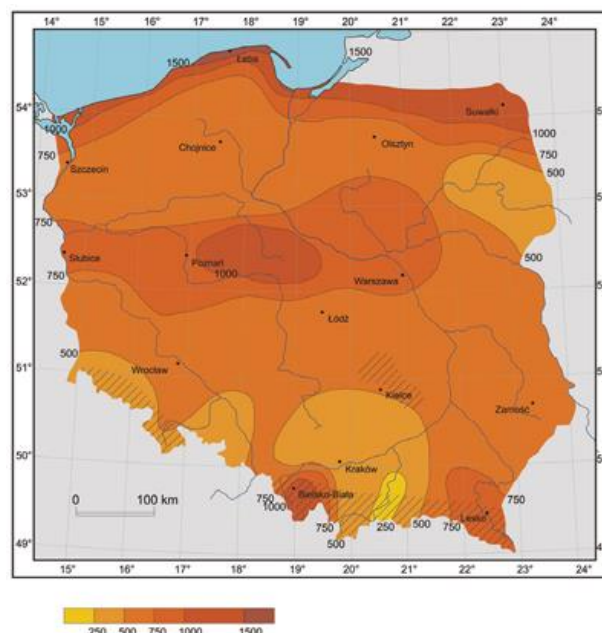 14° 15° 16° 17° 18° 19° 20° 21° 22° 23°
1500
Łeba
1500
54°
Suwałki
1000
1000
Chojnice
Olsztyn
750
750
500
Szczecin
53°
750
Słubice
Poznań
500
750
1000
Warszawa
52°
Łódź
500
Wrocław
51°
Kielce
Zamość
50°
Kraków
0 100 km
750
Bielsko-Biała
750
1000
Lesko
750
250
500
750
500
49°
15° 16° 17° 18° 19° 20° 21° 22° 23° 24°
250 500 750 1000 1500